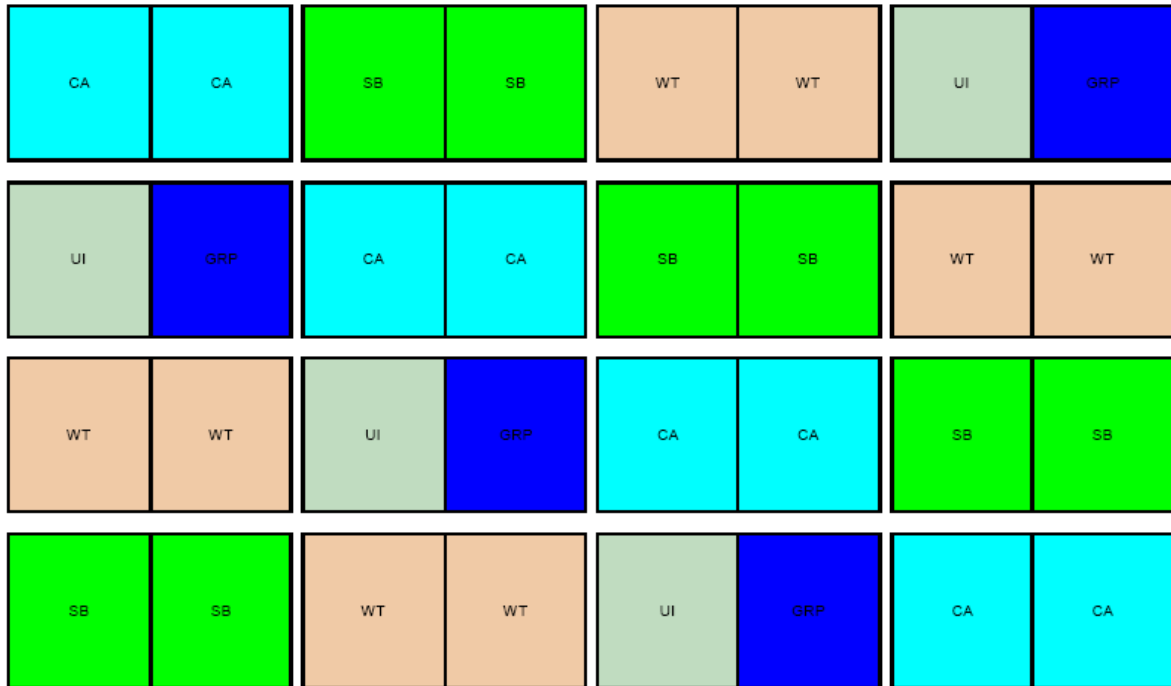 CA CA SB SB WT WT UI GRP
UI GRP CA CA SB SB WT WT
WT WT UI GRP CA CA SB SB
SB SB WT WT UI GRP CA CA